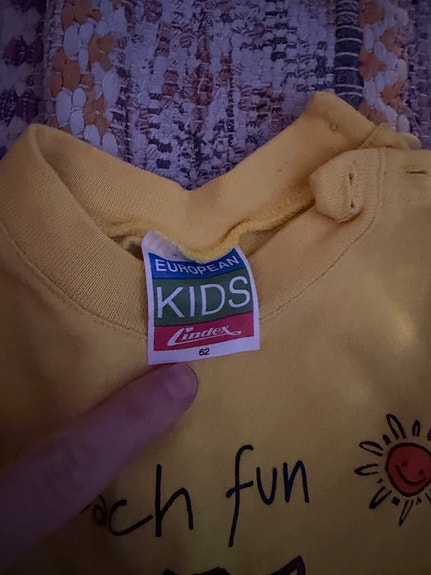 EUROPEAN
KIDS
Lindex
62
ach fun